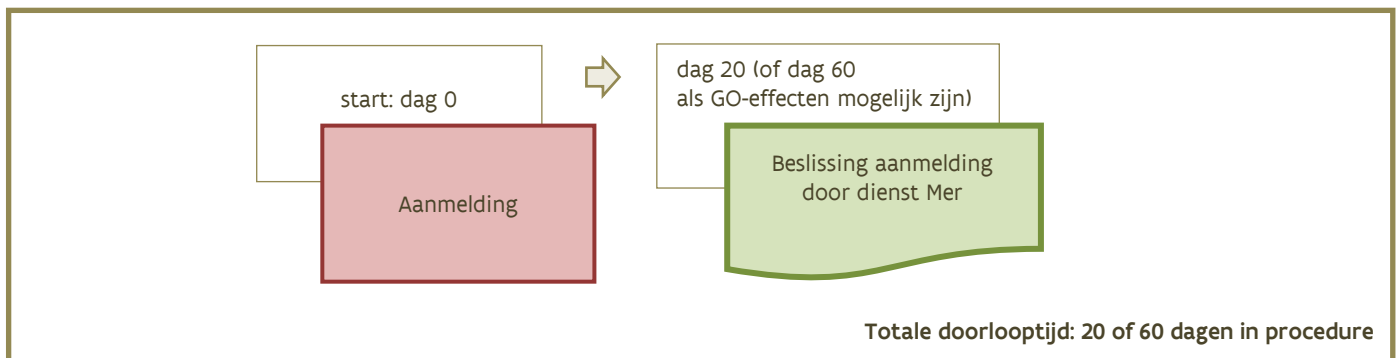 start: dag 0
Aanmelding
dag 20 (of dag 60
als GO-effecten mogelijk zijn)
Beslissing aanmelding
door dienst Mer
Totale doorlooptijd: 20 of 60 dagen in procedure